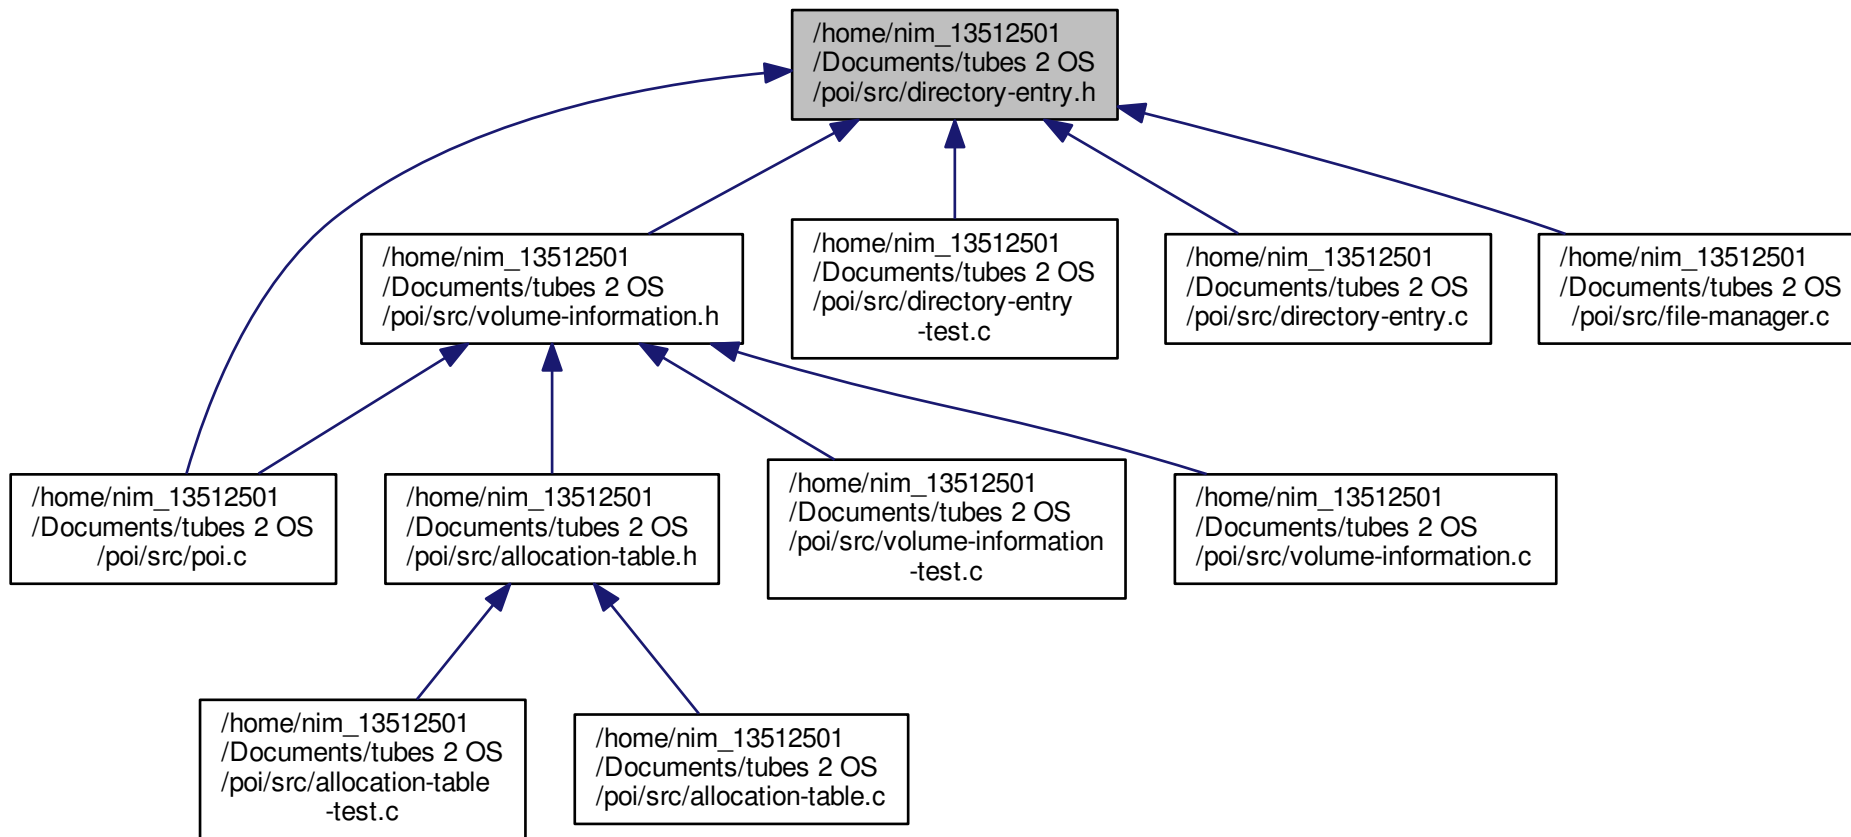 /home/nim_13512501
/Documents/tubes 2 OS
/poi/src/directory-entry.h
/home/nim_13512501
/Documents/tubes 2 OS
/poi/src/volume-information.h
/home/nim_13512501
/Documents/tubes 2 OS
/poi/src/directory-entry
-test.c
/home/nim_13512501
/Documents/tubes 2 OS
/poi/src/directory-entry.c
/home/nim_13512501
/Documents/tubes 2 OS
/poi/src/file-manager.c
/home/nim_13512501
/Documents/tubes 2 OS
/poi/src/poi.c
/home/nim_13512501
/Documents/tubes 2 OS
/poi/src/allocation-table.h
/home/nim_13512501
/Documents/tubes 2 OS
/poi/src/volume-information
-test.c
/home/nim_13512501
/Documents/tubes 2 OS
/poi/src/volume-information.c
/home/nim_13512501
/Documents/tubes 2 OS
/poi/src/allocation-table
-test.c
/home/nim_13512501
/Documents/tubes 2 OS
/poi/src/allocation-table.c